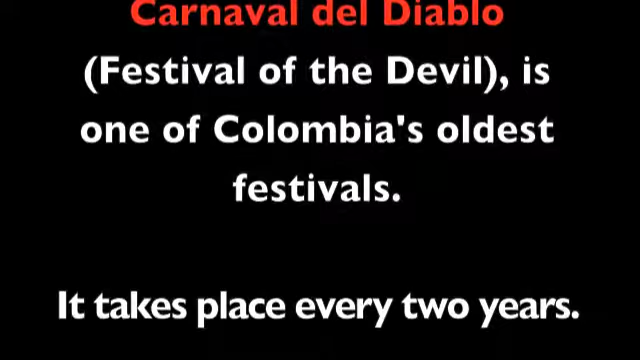 Carnaval del Diablo
(Festival of the Devil), is
one of Colombia's oldest
festivals.
It takes place every two years.